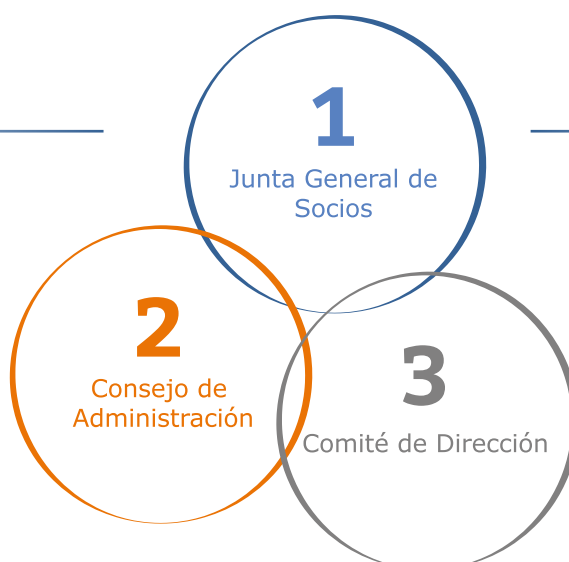 1
Junta General de
Socios
2
Consejo de
Administración
3
Comité de Dirección